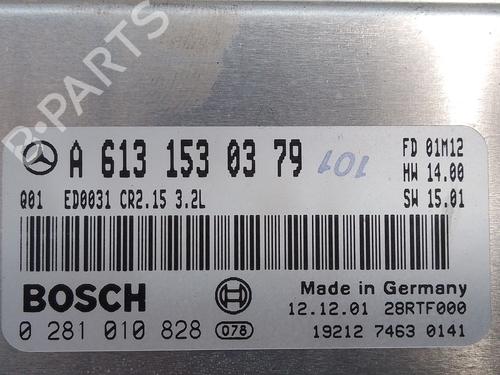 B-PARTS
A 613 153 03 79 101
FD 01M12
HW 14.00
SW 15.01
Q01 ED0031 CR2.15 3.2L
BOSCH
Made in Germany
12.12.01 28RTF000
0 281 010 828 078
19212 7463 0141